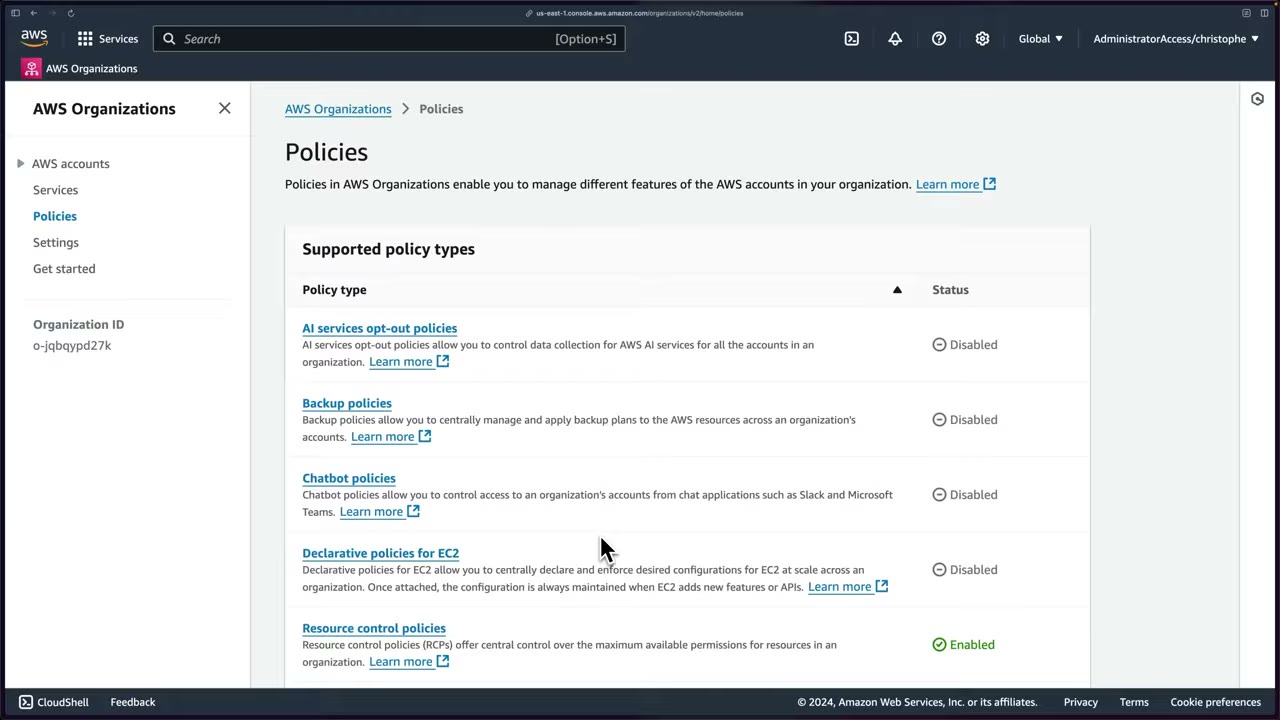 us-east-1.console.aws.amazon.com/organizations/v2/home/policies
aws
Services
Search
[Option+S]
Global
AdministratorAccess/christophe
AWS Organizations
AWS Organizations
AWS accounts
Services
Policies
Settings
Get started
Organization ID
o-jqbqypd27k
AWS Organizations > Policies
Policies
Policies in AWS Organizations enable you to manage different features of the AWS accounts in your organization. Learn more
Supported policy types
Policy type
Status
AI services opt-out policies
AI services opt-out policies allow you to control data collection for AWS AI services for all the accounts in an
organization. Learn more
Disabled
Backup policies
Backup policies allow you to centrally manage and apply backup plans to the AWS resources across an organization's
accounts. Learn more
Disabled
Chatbot policies
Chatbot policies allow you to control access to an organization's accounts from chat applications such as Slack and Microsoft
Teams. Learn more
Disabled
Declarative policies for EC2
Declarative policies for EC2 allow you to centrally declare and enforce desired configurations for EC2 at scale across an
organization. Once attached, the configuration is always maintained when EC2 adds new features or APIs. Learn more
Disabled
Resource control policies
Resource control policies (RCPs) offer central control over the maximum available permissions for resources in an
organization. Learn more
Enabled
CloudShell
Feedback
© 2024, Amazon Web Services, Inc. or its affiliates.
Privacy
Terms
Cookie preferences